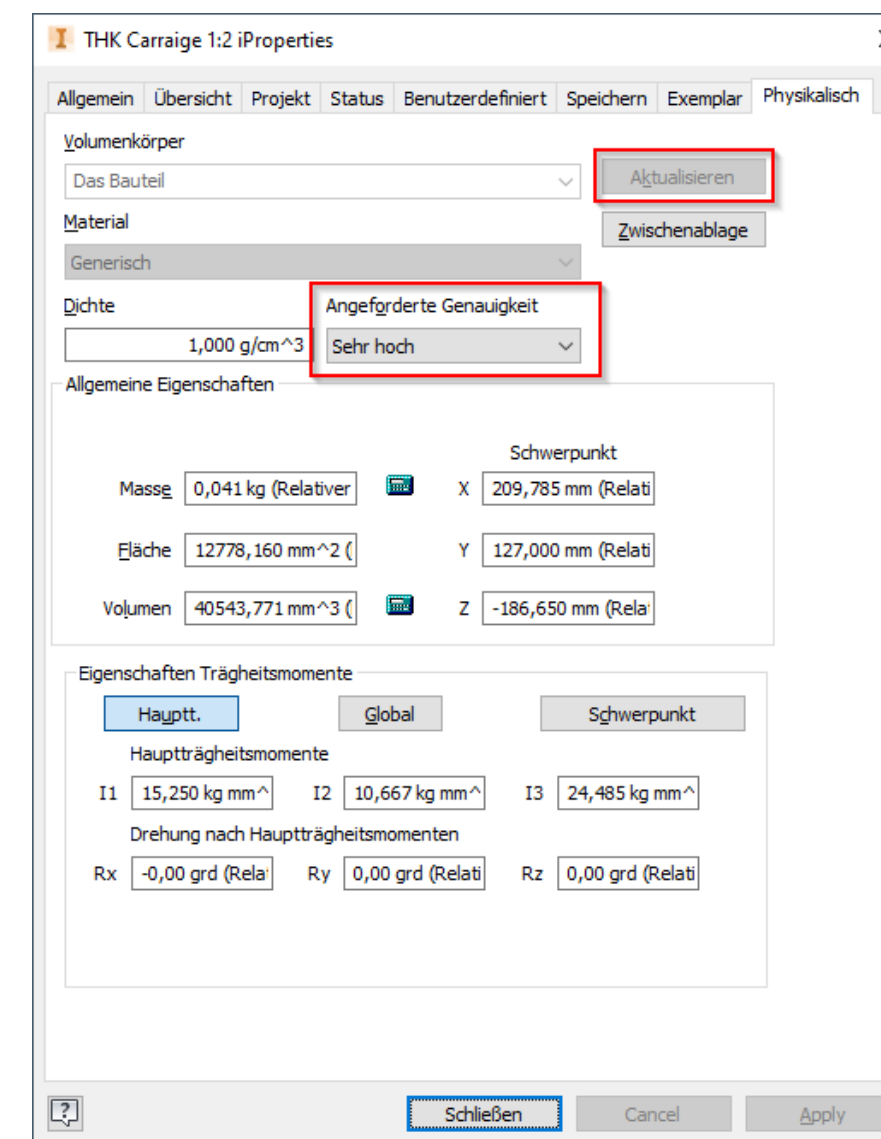 THK Carraige 1:2 iProperties
Allgemein Übersicht Projekt Status Benutzerdefiniert Speichern Exemplar Physikalisch
Volumenkörper
Das Bauteil Aktualisieren
Material Zwischenablage
Generisch
Dichte Angeforderte Genauigkeit
1,000 g/cm^3 Sehr hoch
Allgemeine Eigenschaften
Schwerpunkt
Masse 0,041 kg (Relativer X 209,785 mm (Relati
Fläche 12778,160 mm^2 ( Y 127,000 mm (Relati
Volumen 40543,771 mm^3 ( Z -186,650 mm (Rela
Eigenschaften Trägheitsmomente
Hauptt. Global Schwerpunkt
Hauptträgheitsmomente
I1 15,250 kg mm^ I2 10,667 kg mm^ I3 24,485 kg mm^
Drehung nach Hauptträgheitsmomenten
Rx -0,00 grd (Rela Ry 0,00 grd (Relati Rz 0,00 grd (Relati
? Schließen Cancel Apply